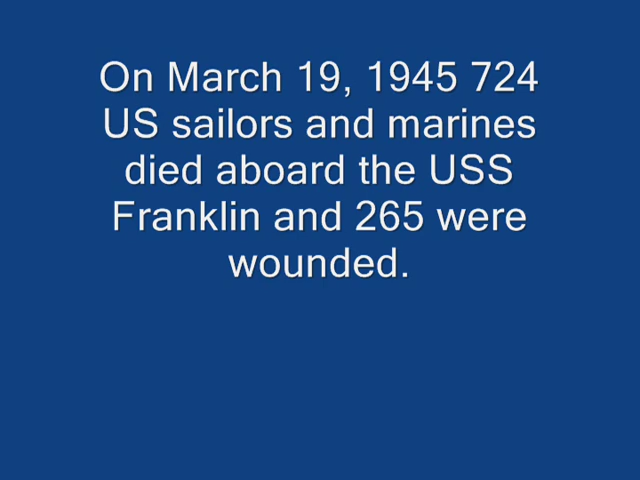 On March 19, 1945 724
US sailors and marines
died aboard the USS
Franklin and 265 were
wounded.